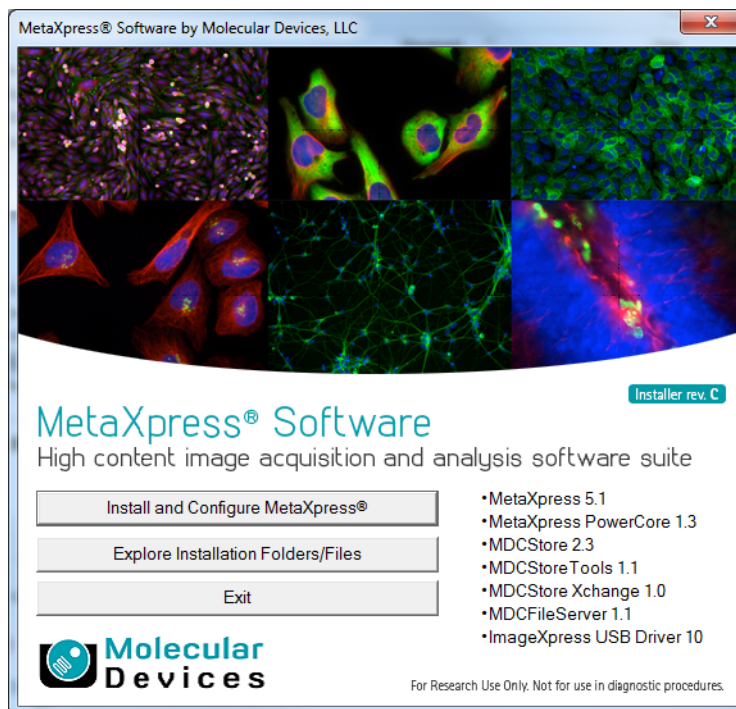 MetaXpress® Software by Molecular Devices, LLC
Installer rev. C
MetaXpress® Software
High content image acquisition and analysis software suite
Install and Configure MetaXpress®
Explore Installation Folders/Files
Exit
•MetaXpress 5.1
•MetaXpress PowerCore 1.3
•MDCStore 2.3
•MDCStoreTools 1.1
•MDCStore Xchange 1.0
•MDCFileServer 1.1
•ImageXpress USB Driver 10
Molecular
Devices
For Research Use Only. Not for use in diagnostic procedures.